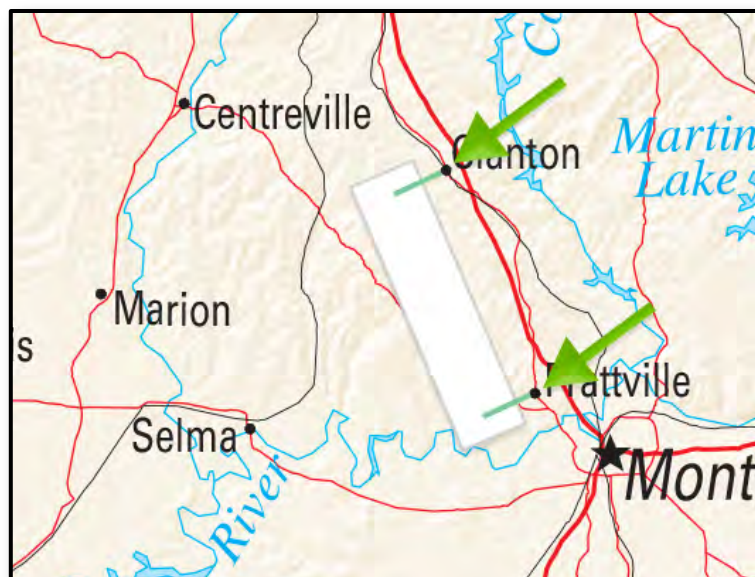 Centreville
Clanton
Martin
Lake
Marion
s
Prattville
Selma
River
Mont